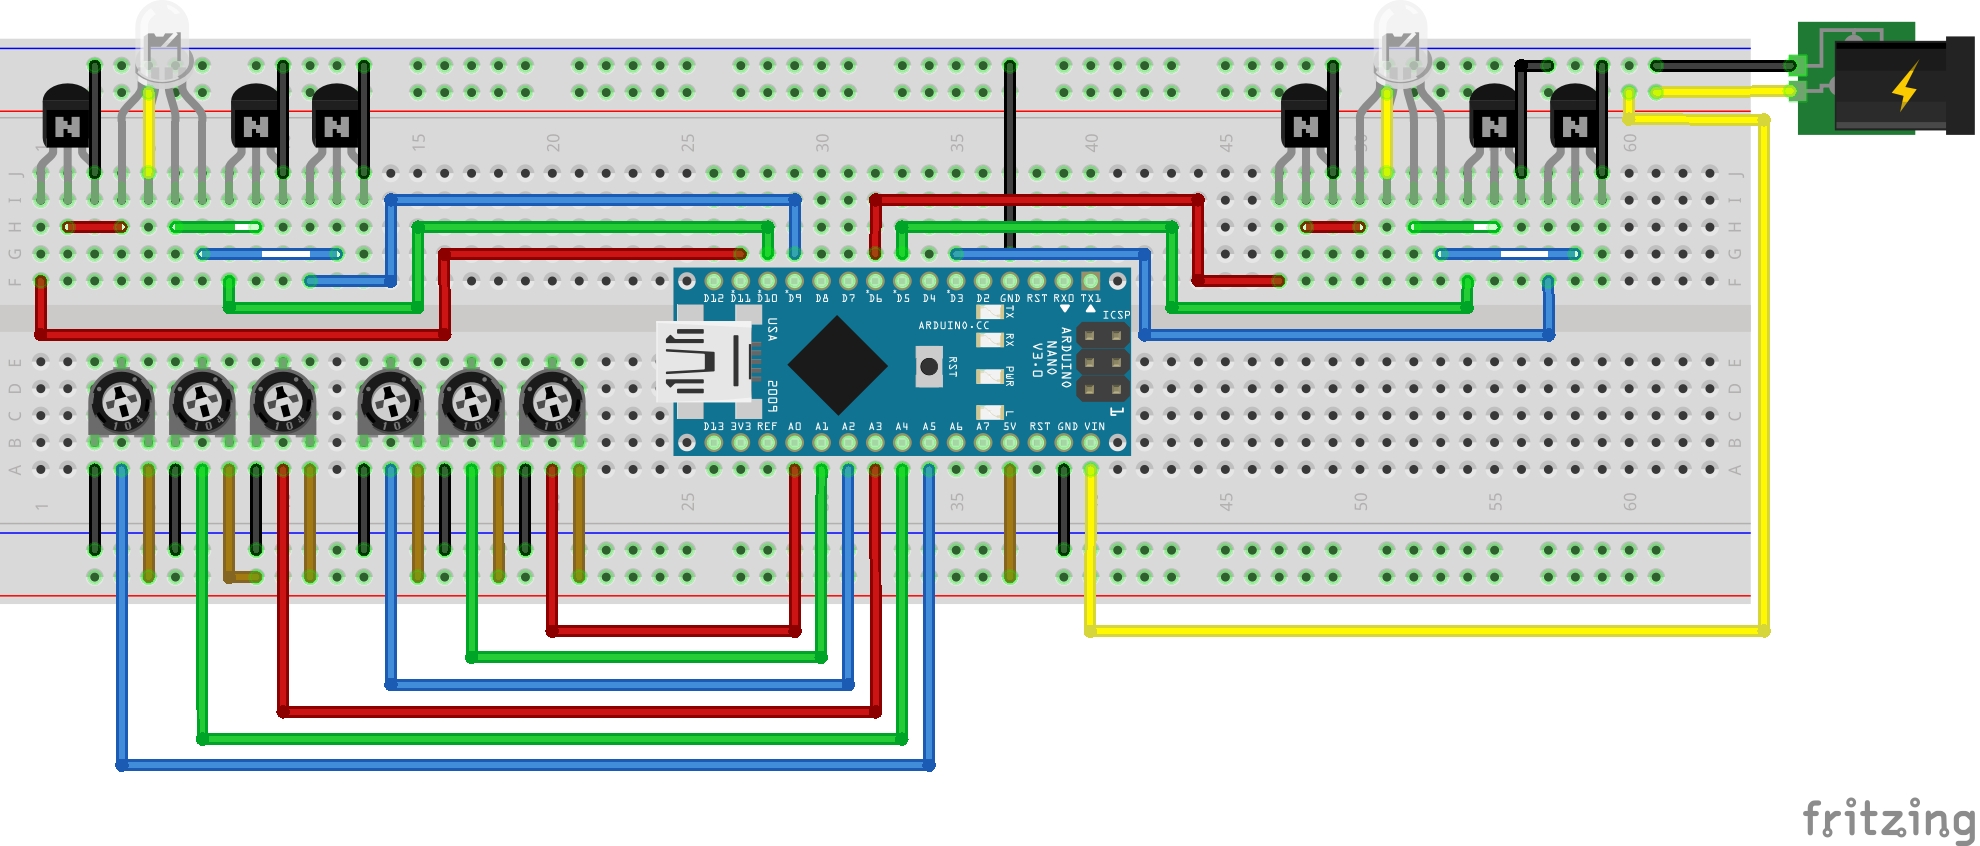 N N N N N N
1 15 20 25 30 35 40 45 50 55 60
J J
I I
H H
G G
F F
D12 D11 D10 D9 D8 D7 D6 D5 D4 D3 D2 GND RST RX0 TX1
USA
ARDUINO.CC
TX
RX
RST
PWR
L
ICSP
ARDUINO
NANO
V3.0
2009
1
E E
D D
C C
B B
A A
104 104 104 104 104 104
D13 3V3 REF A0 A1 A2 A3 A4 A5 A6 A7 5V RST GND VIN
1 25 35 45 50 55 60
fritzing